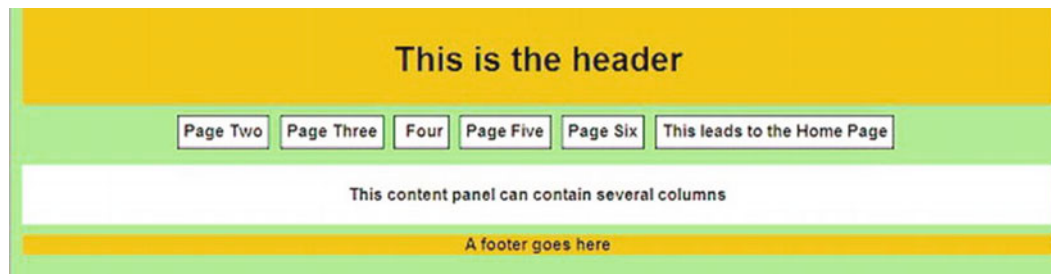 This is the header
Page Two Page Three Four Page Five Page Six This leads to the Home Page
This content panel can contain several columns
A footer goes here